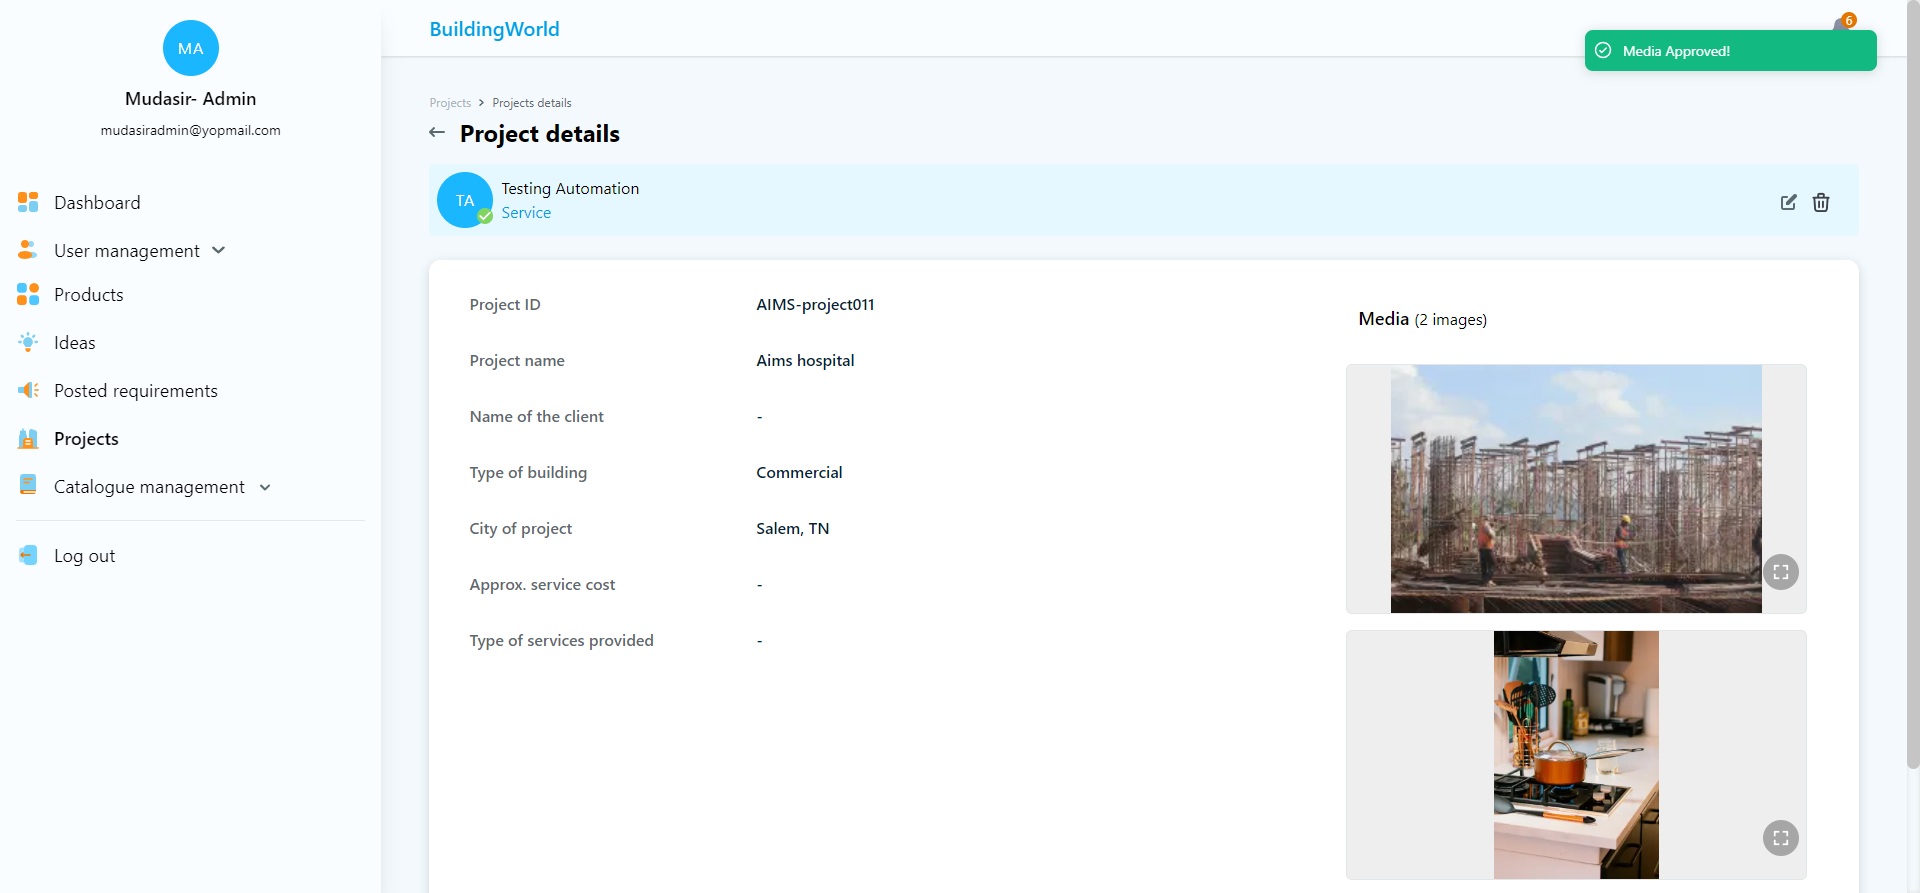 MA
Mudasir- Admin
mudasiradmin@yopmail.com
Dashboard
User management
Products
Ideas
Posted requirements
Projects
Catalogue management
Log out
BuildingWorld
6
Media Approved!
Projects > Projects details
Project details
TA
Testing Automation
Service
Project ID AIMS-project011
Project name Aims hospital
Name of the client -
Type of building Commercial
City of project Salem, TN
Approx. service cost -
Type of services provided -
Media (2 images)